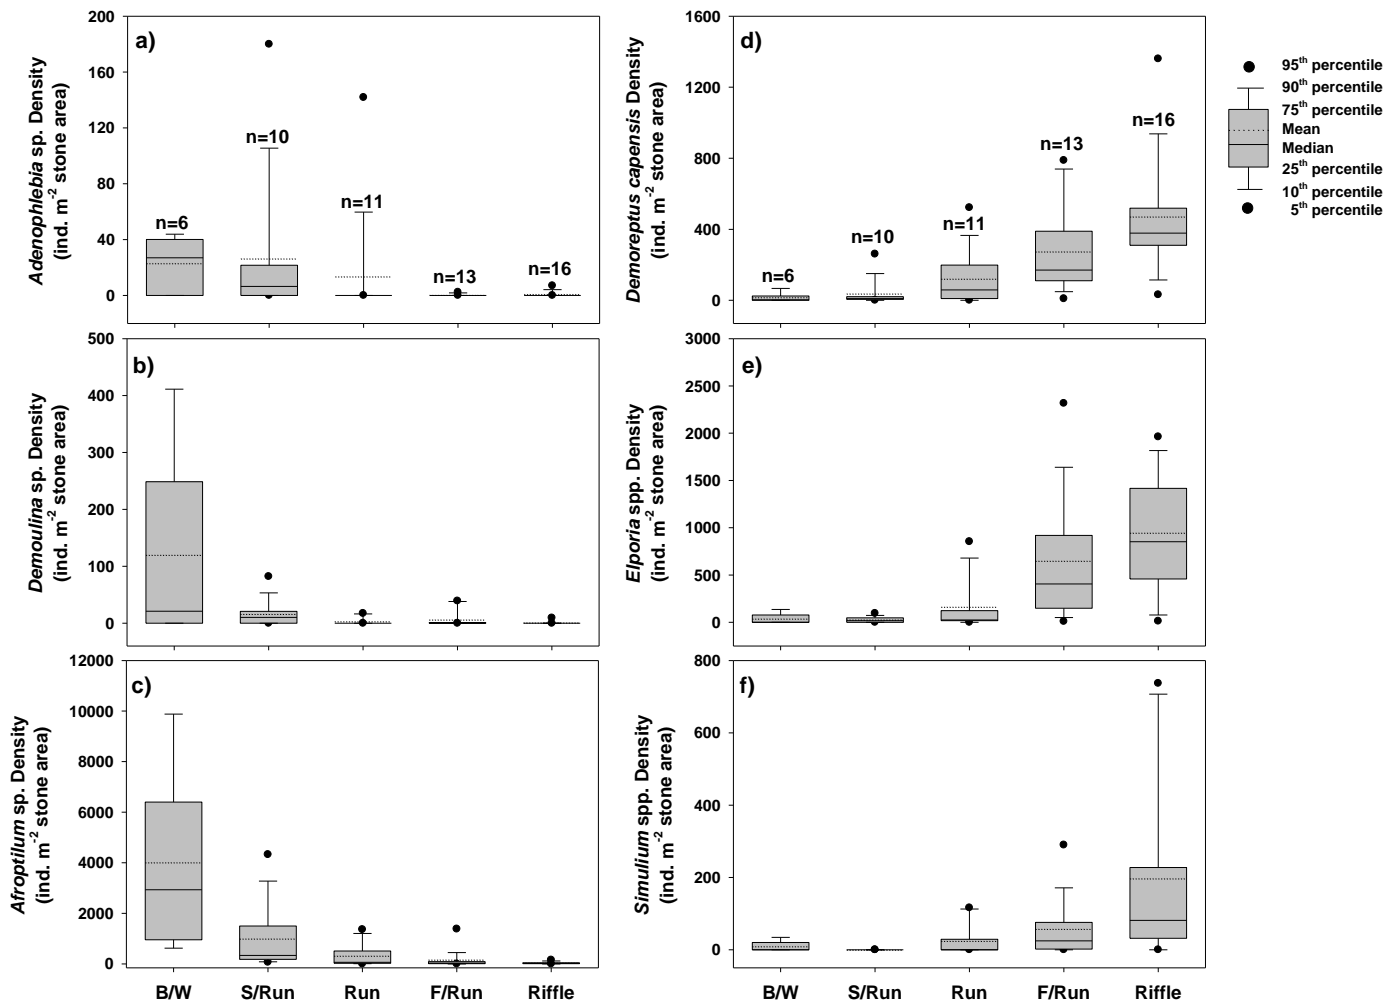 a)
Adenophlebia sp. Density
(ind. m⁻² stone area)
200
160
120
80
40
0
n=6
n=10
n=11
n=13
n=16
b)
Demoulina sp. Density
(ind. m⁻² stone area)
500
400
300
200
100
0
c)
Afroptilum sp. Density
(ind. m⁻² stone area)
12000
10000
8000
6000
4000
2000
0
B/W S/Run Run F/Run Riffle
d)
Demoreptus capensis Density
(ind. m⁻² stone area)
1600
1200
800
400
0
n=6
n=10
n=11
n=13
n=16
e)
Elporia spp. Density
(ind. m⁻² stone area)
3000
2500
2000
1500
1000
500
0
f)
Simulium spp. Density
(ind. m⁻² stone area)
800
600
400
200
0
B/W S/Run Run F/Run Riffle
95th percentile
90th percentile
75th percentile
Mean
Median
25th percentile
10th percentile
5th percentile